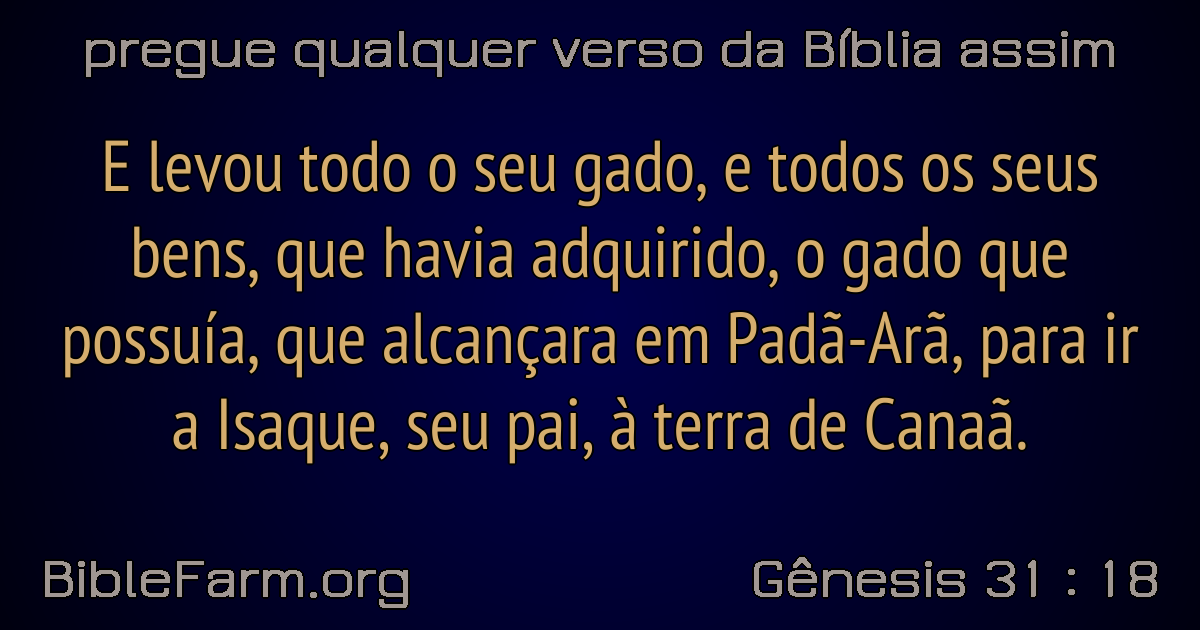 pregue qualquer verso da Bíblia assim
E levou todo o seu gado, e todos os seus
bens, que havia adquirido, o gado que
possuía, que alcançara em Padã-Arã, para ir
a Isaque, seu pai, à terra de Canaã.
BibleFarm.org
Gênesis 31 : 18